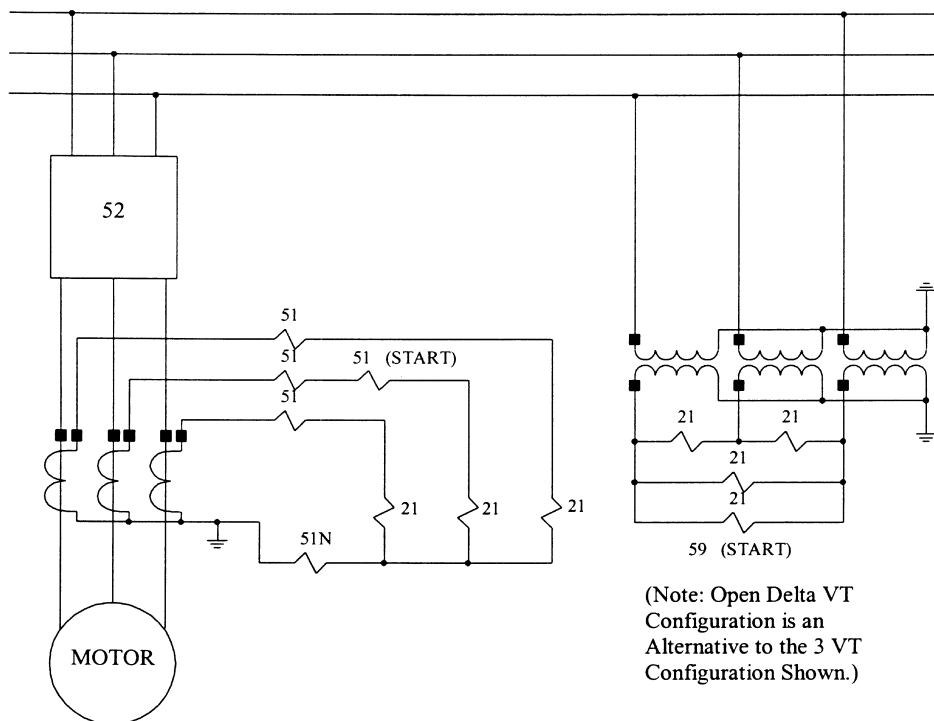 52
51
51
51 (START)
51
21
21
21
51N
21
21
21
21
59 (START)
MOTOR
(Note: Open Delta VT
Configuration is an
Alternative to the 3 VT
Configuration Shown.)